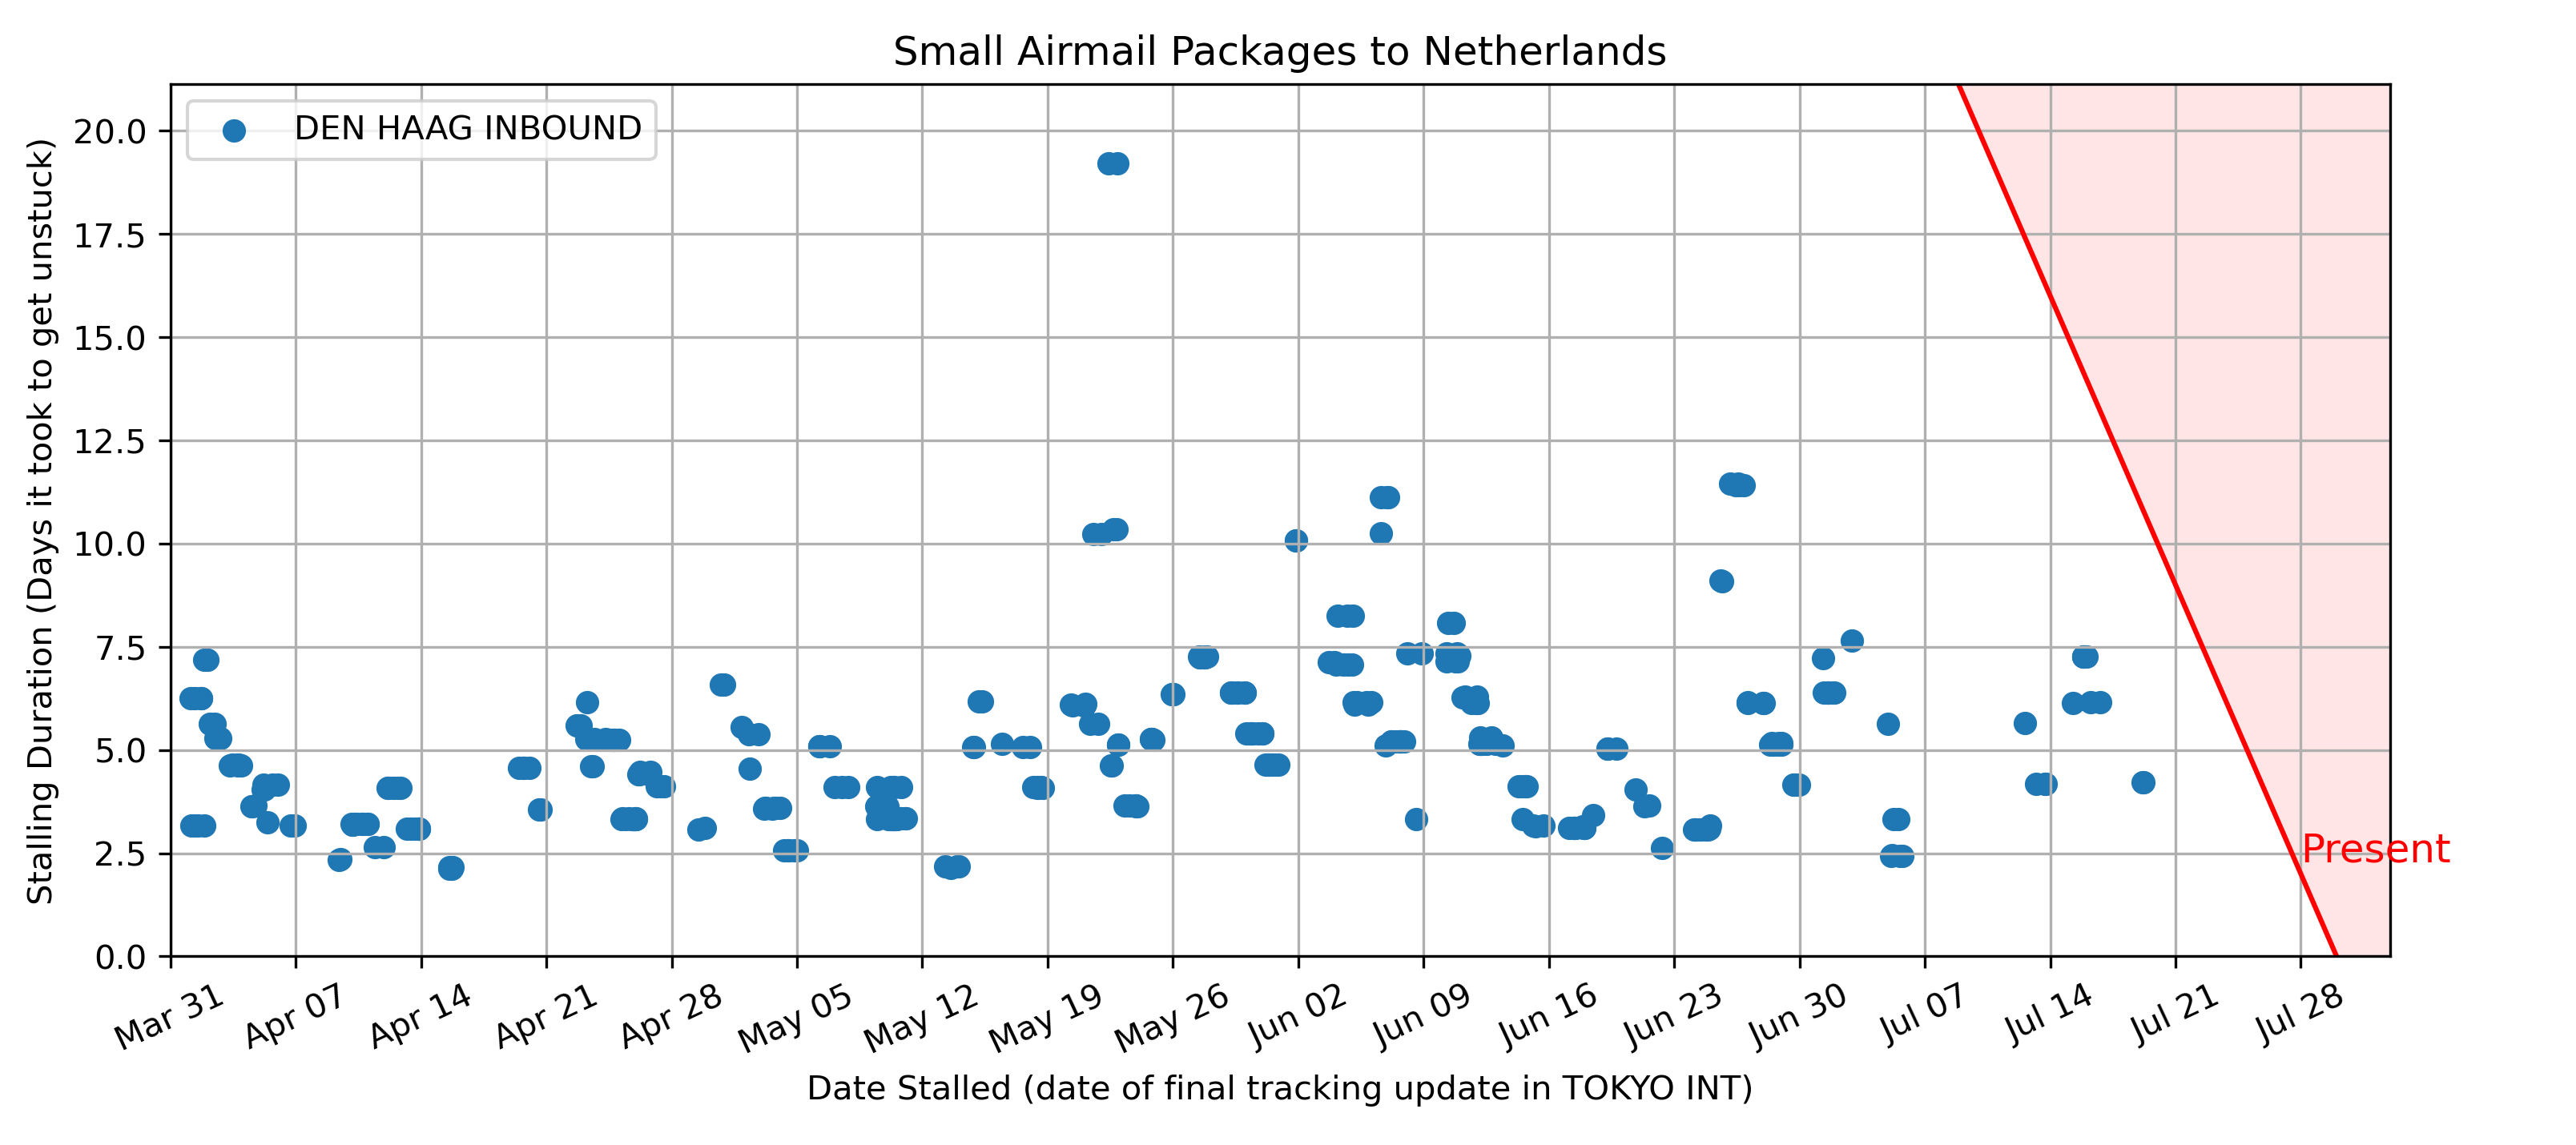 Small Airmail Packages to Netherlands
DEN HAAG INBOUND
Stalling Duration (Days it took to get unstuck)
20.0
17.5
15.0
12.5
10.0
7.5
5.0
2.5
0.0
Present
Mar 31
Apr 07
Apr 14
Apr 21
Apr 28
May 05
May 12
May 19
May 26
Jun 02
Jun 09
Jun 16
Jun 23
Jun 30
Jul 07
Jul 14
Jul 21
Jul 28
Date Stalled (date of final tracking update in TOKYO INT)